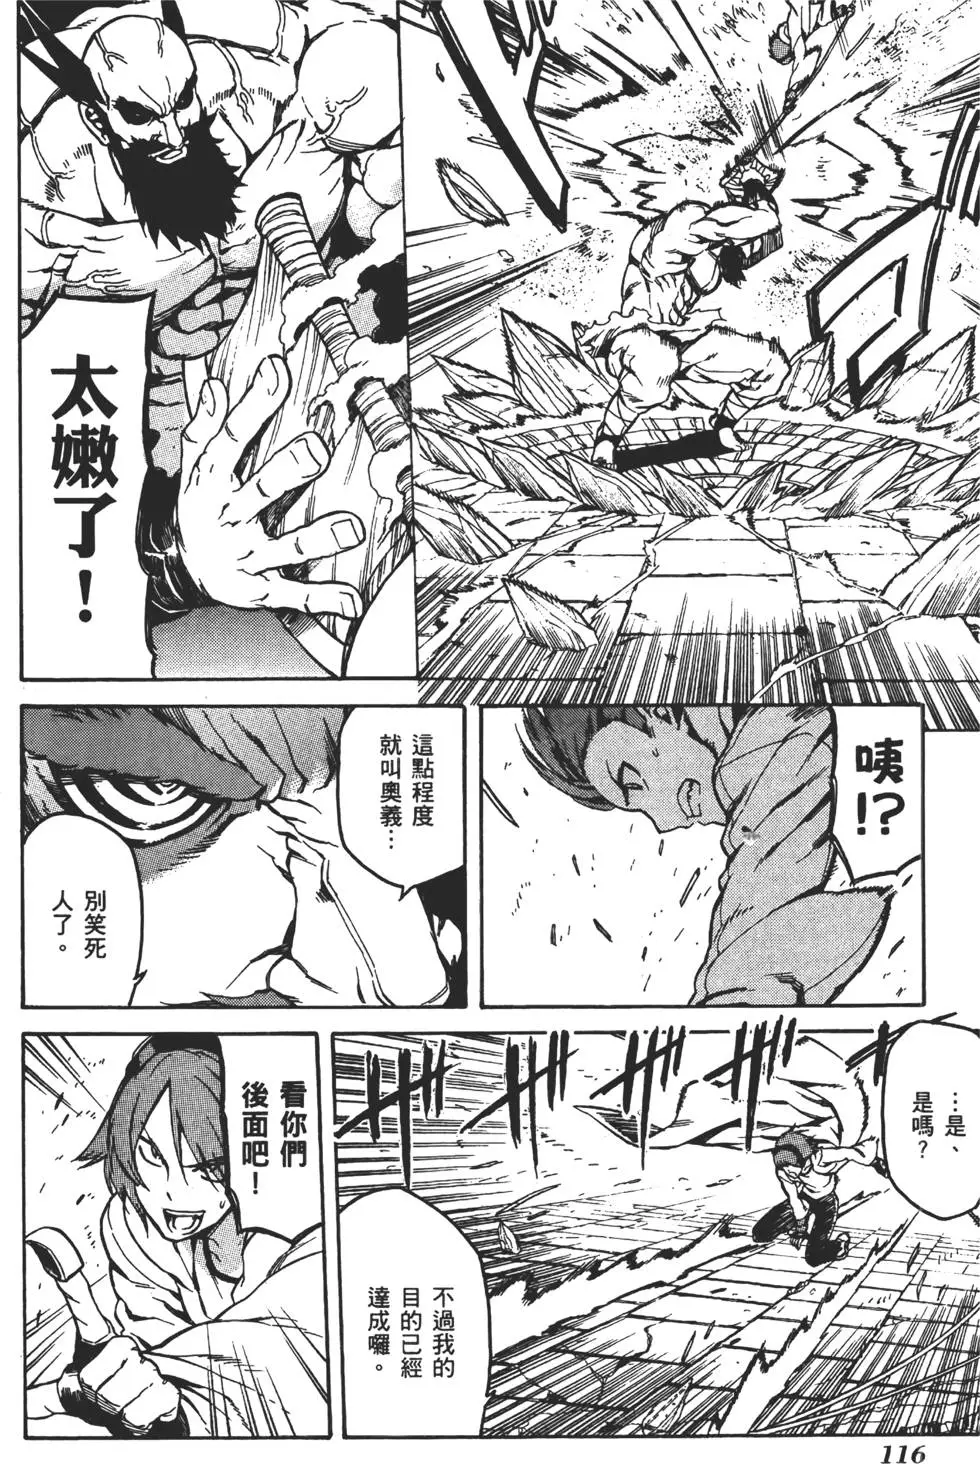 太嫩了！
咦!?
這點程度
就叫奧義…
別笑死
人了。
…是、
是嗎？
不過我的
目的已經
達成囉。
看你們
後面吧！
116